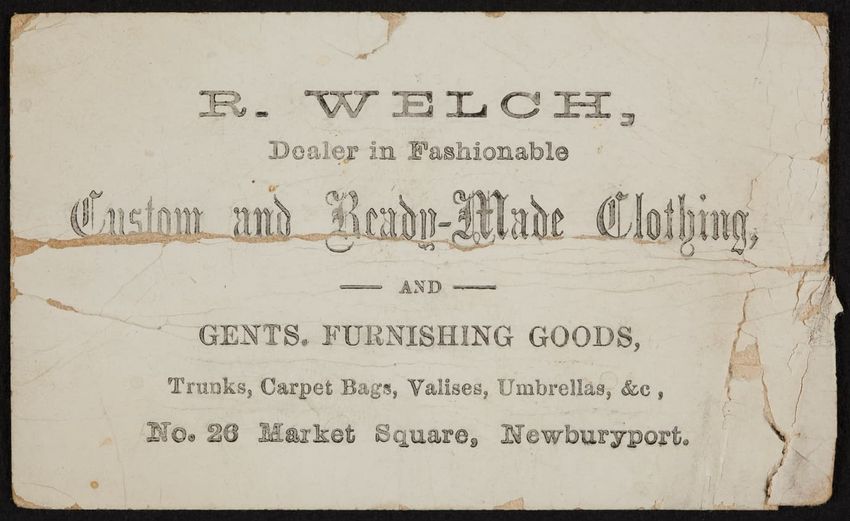 R. WELCH,
Dealer in Fashionable
Custom and Ready-Made Clothing,
AND
GENTS. FURNISHING GOODS,
Trunks, Carpet Bags, Valises, Umbrellas, &c ,
No. 26 Market Square, Newburyport.